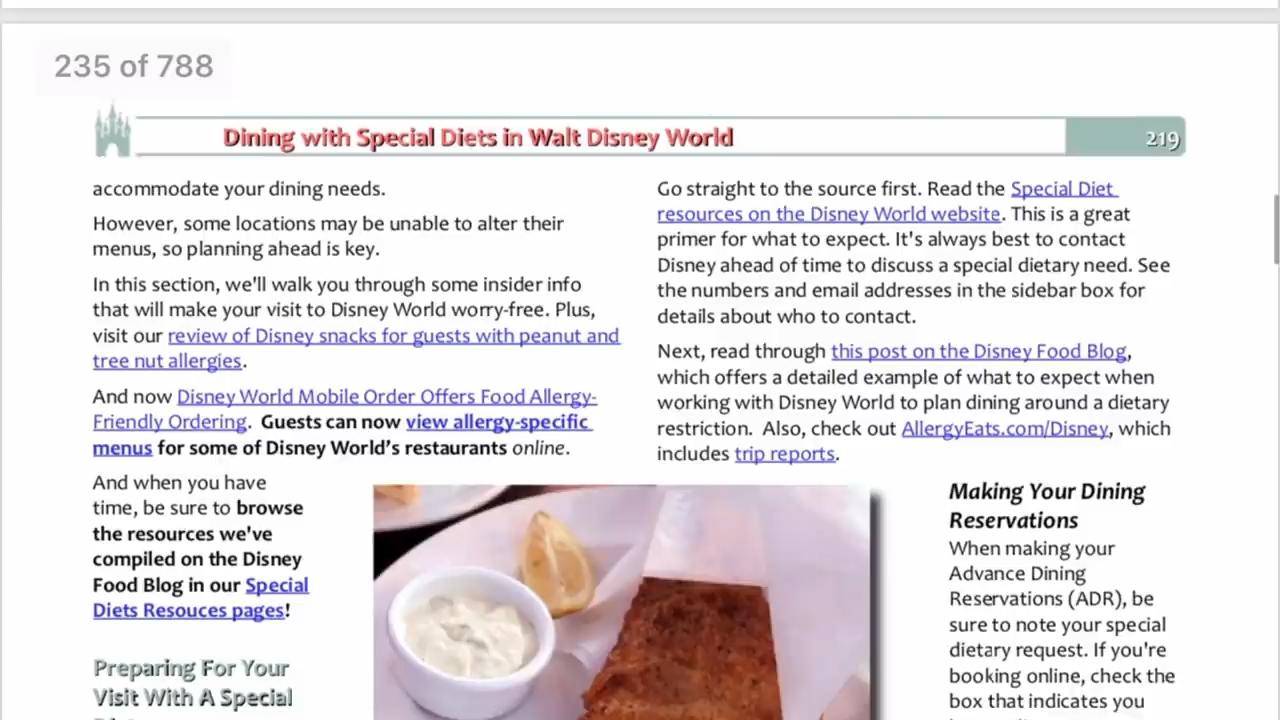 235 of 788
Dining with Special Diets in Walt Disney World
219
accommodate your dining needs.
However, some locations may be unable to alter their
menus, so planning ahead is key.
In this section, we'll walk you through some insider info
that will make your visit to Disney World worry-free. Plus,
visit our review of Disney snacks for guests with peanut and
tree nut allergies.
And now Disney World Mobile Order Offers Food Allergy-
Friendly Ordering. Guests can now view allergy-specific
menus for some of Disney World's restaurants online.
And when you have
time, be sure to browse
the resources we've
compiled on the Disney
Food Blog in our Special
Diets Resouces pages!
Preparing For Your
Visit With A Special
Go straight to the source first. Read the Special Diet
resources on the Disney World website. This is a great
primer for what to expect. It's always best to contact
Disney ahead of time to discuss a special dietary need. See
the numbers and email addresses in the sidebar box for
details about who to contact.
Next, read through this post on the Disney Food Blog,
which offers a detailed example of what to expect when
working with Disney World to plan dining around a dietary
restriction. Also, check out AllergyEats.com/Disney, which
includes trip reports.
Making Your Dining
Reservations
When making your
Advance Dining
Reservations (ADR), be
sure to note your special
dietary request. If you're
booking online, check the
box that indicates you